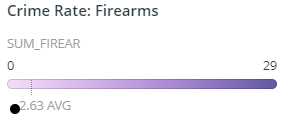 Crime Rate: Firearms
SUM_FIREAR
0 29
2.63 AVG